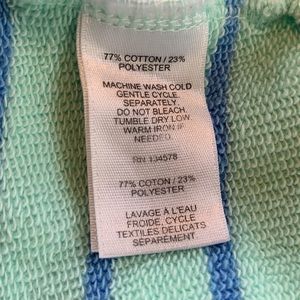 77% COTTON / 23%
POLYESTER
MACHINE WASH COLD
GENTLE CYCLE,
SEPARATELY.
DO NOT BLEACH.
TUMBLE DRY LOW.
WARM IRON IF
NEEDED.
RN 134578
77% COTTON / 23%
POLYESTER
LAVAGE À L'EAU
FROIDE, CYCLE
TEXTILES DÉLICATS
SÉPARÉMENT